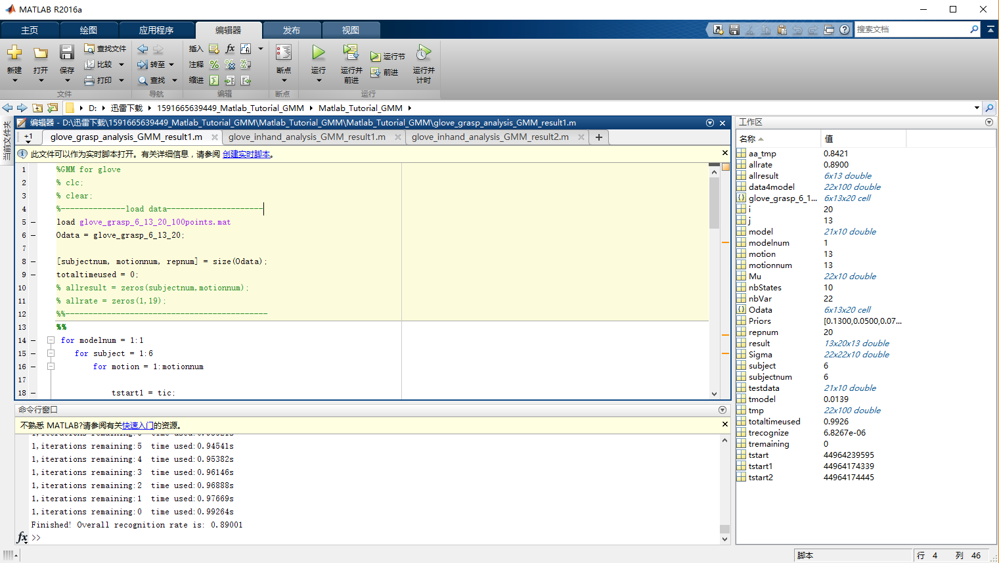 MATLAB R2016a
主页 绘图 应用程序 编辑器 发布 视图 搜索文档
新建 打开 保存 查找文件 比较 打印 转至 查找 插入 注释 缩进 fx 断点 运行 运行并前进 运行节 前进 运行并计时
文件 导航 编辑 断点 运行
D: 迅雷下载 1591665639449_Matlab_Tutorial_GMM Matlab_Tutorial_GMM
当前文件夹
编辑器 - D:\迅雷下载\1591665639449_Matlab_Tutorial_GMM\Matlab_Tutorial_GMM\Matlab_Tutorial_GMM\glove_grasp_analysis_GMM_result1.m
+1 glove_grasp_analysis_GMM_result1.m glove_inhand_analysis_GMM_result1.m glove_inhand_analysis_GMM_result2.m
此文件可以作为实时脚本打开。有关详细信息，请参阅 创建实时脚本。
1 %GMM for glove
2 % clc;
3 % clear;
4 %--------------load data---------------------
5 load glove_grasp_6_13_20_100points.mat
6 Odata = glove_grasp_6_13_20;
7
8 [subjectnum, motionnum, repnum] = size(Odata);
9 totaltimeused = 0;
10 % allresult = zeros(subjectnum,motionnum);
11 % allrate = zeros(1,19);
12 %%--------------------------------------------
13 %%
14 for modelnum = 1:1
15 for subject = 1:6
16 for motion = 1:motionnum
17
18 tstart1 = tic;
命令行窗口
不熟悉 MATLAB?请参阅有关快速入门的资源。
1,iterations remaining:5 time used:0.94541s
1,iterations remaining:4 time used:0.95382s
1,iterations remaining:3 time used:0.96146s
1,iterations remaining:2 time used:0.96888s
1,iterations remaining:1 time used:0.97669s
1,iterations remaining:0 time used:0.99264s
Finished! Overall recognition rate is: 0.89001
fx >>
工作区
名称 值
aa_tmp 0.8421
allrate 0.8900
allresult 6x13 double
data4model 22x100 double
glove_grasp_6_1... 6x13x20 cell
i 20
j 13
model 21x10 double
modelnum 1
motion 13
motionnum 13
Mu 22x10 double
nbStates 10
nbVar 22
Odata 6x13x20 cell
Priors [0.1300,0.0500,0.07...
repnum 20
result 13x20x13 double
Sigma 22x22x10 double
subject 6
subjectnum 6
testdata 21x10 double
tmodel 0.0139
tmp 22x100 double
totaltimeused 0.9926
trecognize 6.8267e-06
tremaining 0
tstart 44964239595
tstart1 44964174339
tstart2 44964174445
脚本 行 4 列 46